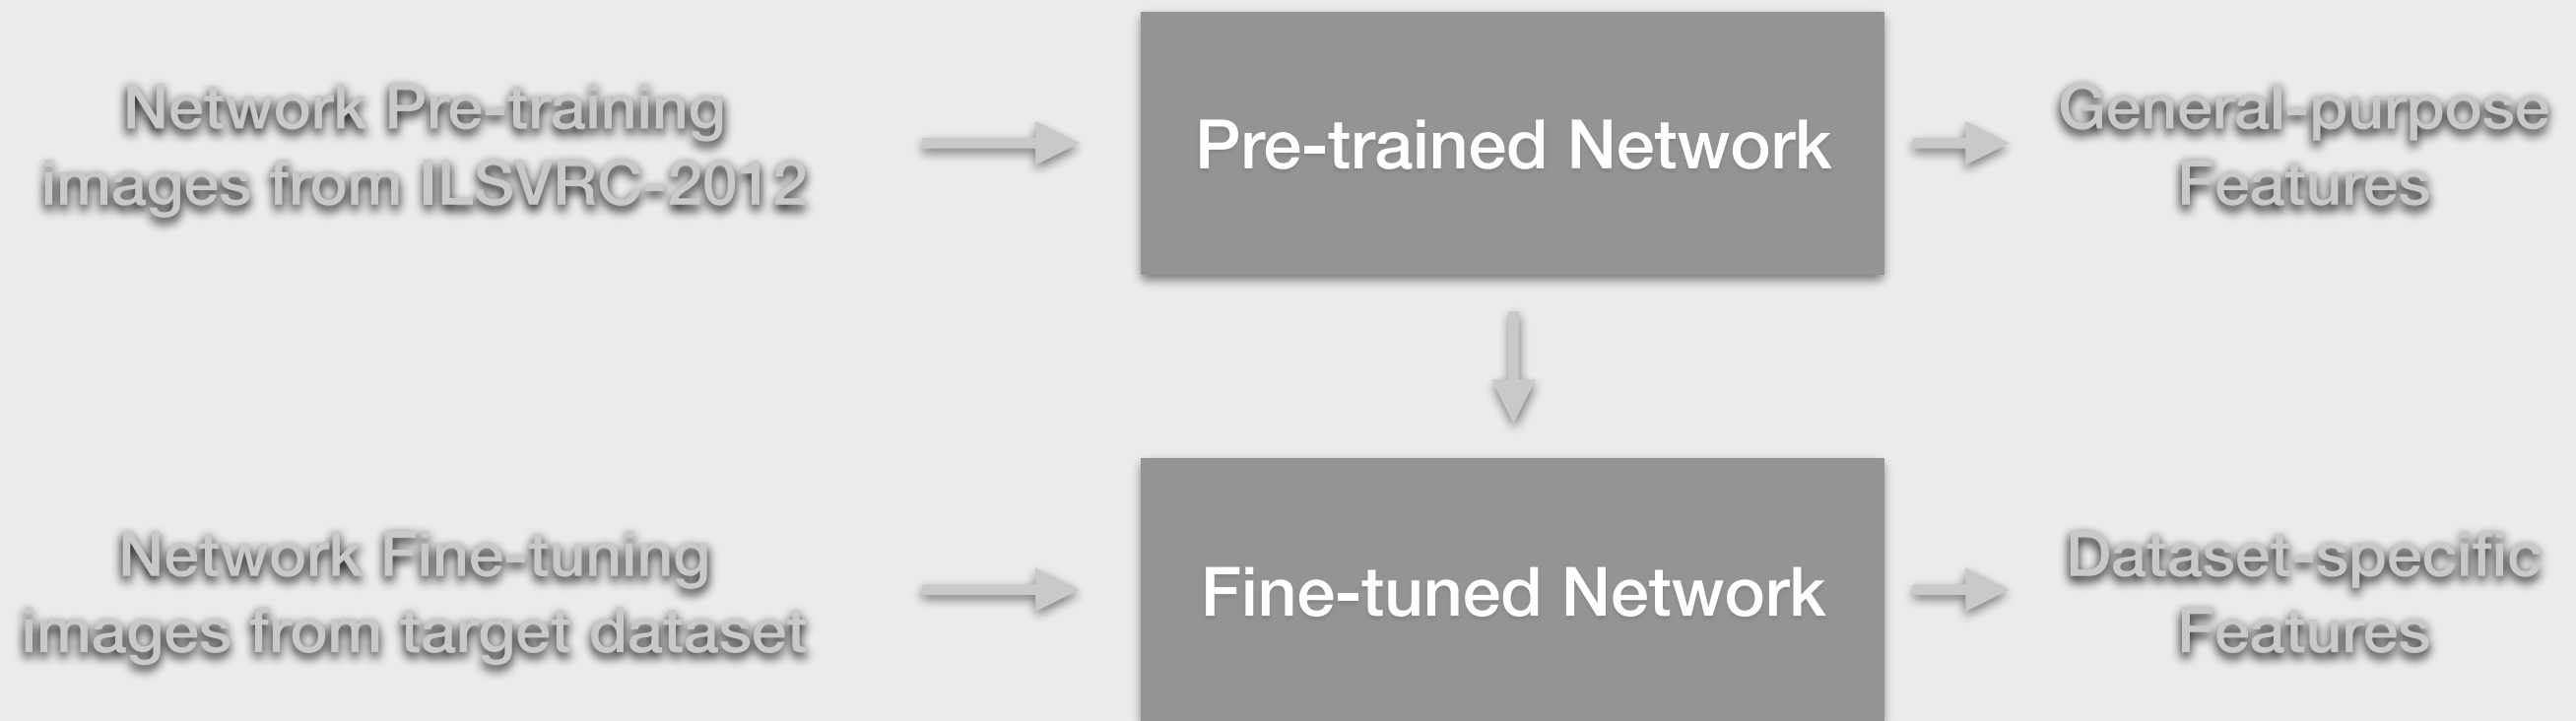 Network Pre-training
images from ILSVRC-2012
Pre-trained Network
General-purpose
Features
Network Fine-tuning
images from target dataset
Fine-tuned Network
Dataset-specific
Features